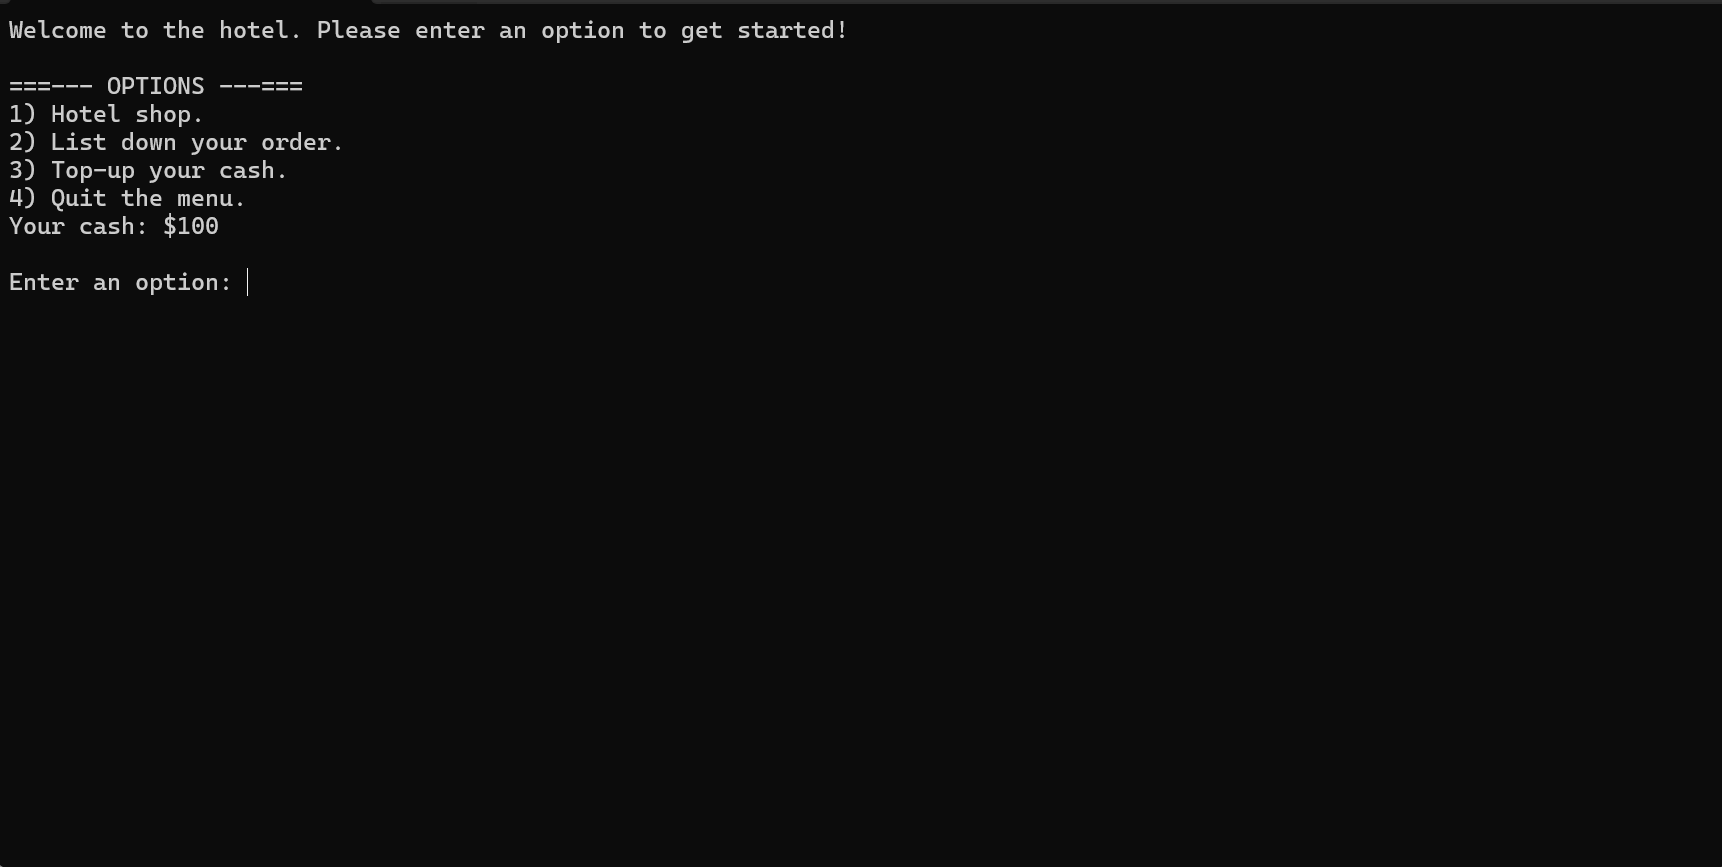 Welcome to the hotel. Please enter an option to get started!
===--- OPTIONS ---===
1) Hotel shop.
2) List down your order.
3) Top-up your cash.
4) Quit the menu.
Your cash: $100
Enter an option: